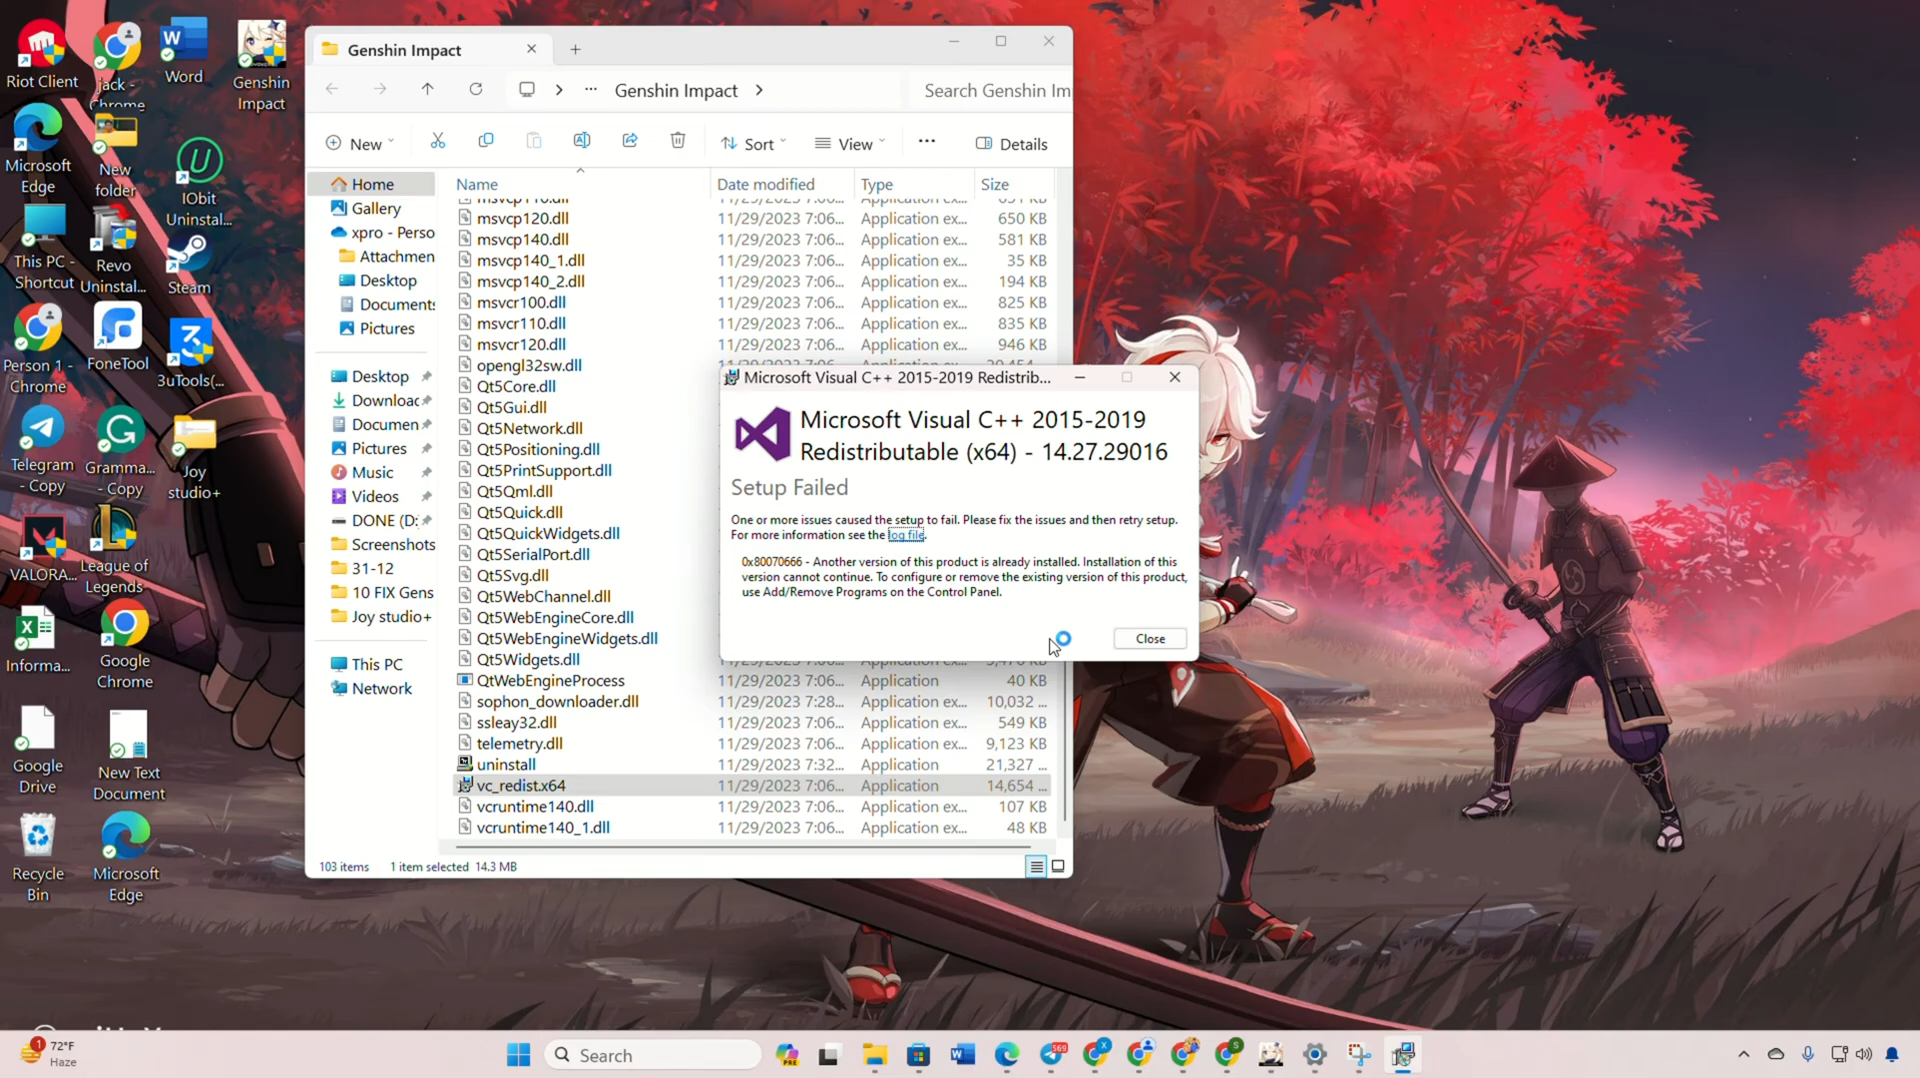 Riot Client
jack -
Chrome
Word
Genshin
Impact
Microsoft
Edge
New
folder
IObit
Uninstal...
This PC -
Shortcut
Revo
Uninstal...
Steam
Person 1 -
Chrome
FoneTool
3uTools(...
Telegram
- Copy
Gramma...
- Copy
Joy
studio+
VALORA...
League of
Legends
Informa...
Google
Chrome
Google
Drive
New Text
Document
Recycle
Bin
Microsoft
Edge
Genshin Impact
Genshin Impact
Search Genshin Im
New
Sort
View
Details
Home
Gallery
xpro - Perso
Attachmen
Desktop
Documents
Pictures
Desktop
Downloac
Documen
Pictures
Music
Videos
DONE (D:
Screenshots
31-12
10 FIX Gens
Joy studio+
This PC
Network
Name Date modified Type Size
msvcp120.dll 11/29/2023 7:06... Application ex... 650 KB
msvcp140.dll 11/29/2023 7:06... Application ex... 581 KB
msvcp140_1.dll 11/29/2023 7:06... Application ex... 35 KB
msvcp140_2.dll 11/29/2023 7:06... Application ex... 194 KB
msvcr100.dll 11/29/2023 7:06... Application ex... 825 KB
msvcr110.dll 11/29/2023 7:06... Application ex... 835 KB
msvcr120.dll 11/29/2023 7:06... Application ex... 946 KB
opengl32sw.dll
Qt5Core.dll
Qt5Gui.dll
Qt5Network.dll
Qt5Positioning.dll
Qt5PrintSupport.dll
Qt5Qml.dll
Qt5Quick.dll
Qt5QuickWidgets.dll
Qt5SerialPort.dll
Qt5Svg.dll
Qt5WebChannel.dll
Qt5WebEngineCore.dll
Qt5WebEngineWidgets.dll
Qt5Widgets.dll
QtWebEngineProcess 11/29/2023 7:06... Application 40 KB
sophon_downloader.dll 11/29/2023 7:28... Application ex... 10,032 ...
ssleay32.dll 11/29/2023 7:06... Application ex... 549 KB
telemetry.dll 11/29/2023 7:06... Application ex... 9,123 KB
uninstall 11/29/2023 7:32... Application 21,327 ...
vc_redist.x64 11/29/2023 7:06... Application 14,654 ...
vcruntime140.dll 11/29/2023 7:06... Application ex... 107 KB
vcruntime140_1.dll 11/29/2023 7:06... Application ex... 48 KB
103 items 1 item selected 14.3 MB
Microsoft Visual C++ 2015-2019 Redistrib...
Microsoft Visual C++ 2015-2019
Redistributable (x64) - 14.27.29016
Setup Failed
One or more issues caused the setup to fail. Please fix the issues and then retry setup.
For more information see the log file.
0x80070666 - Another version of this product is already installed. Installation of this
version cannot continue. To configure or remove the existing version of this product,
use Add/Remove Programs on the Control Panel.
Close
1
72°F
Haze
Search
PRE
569
X
S